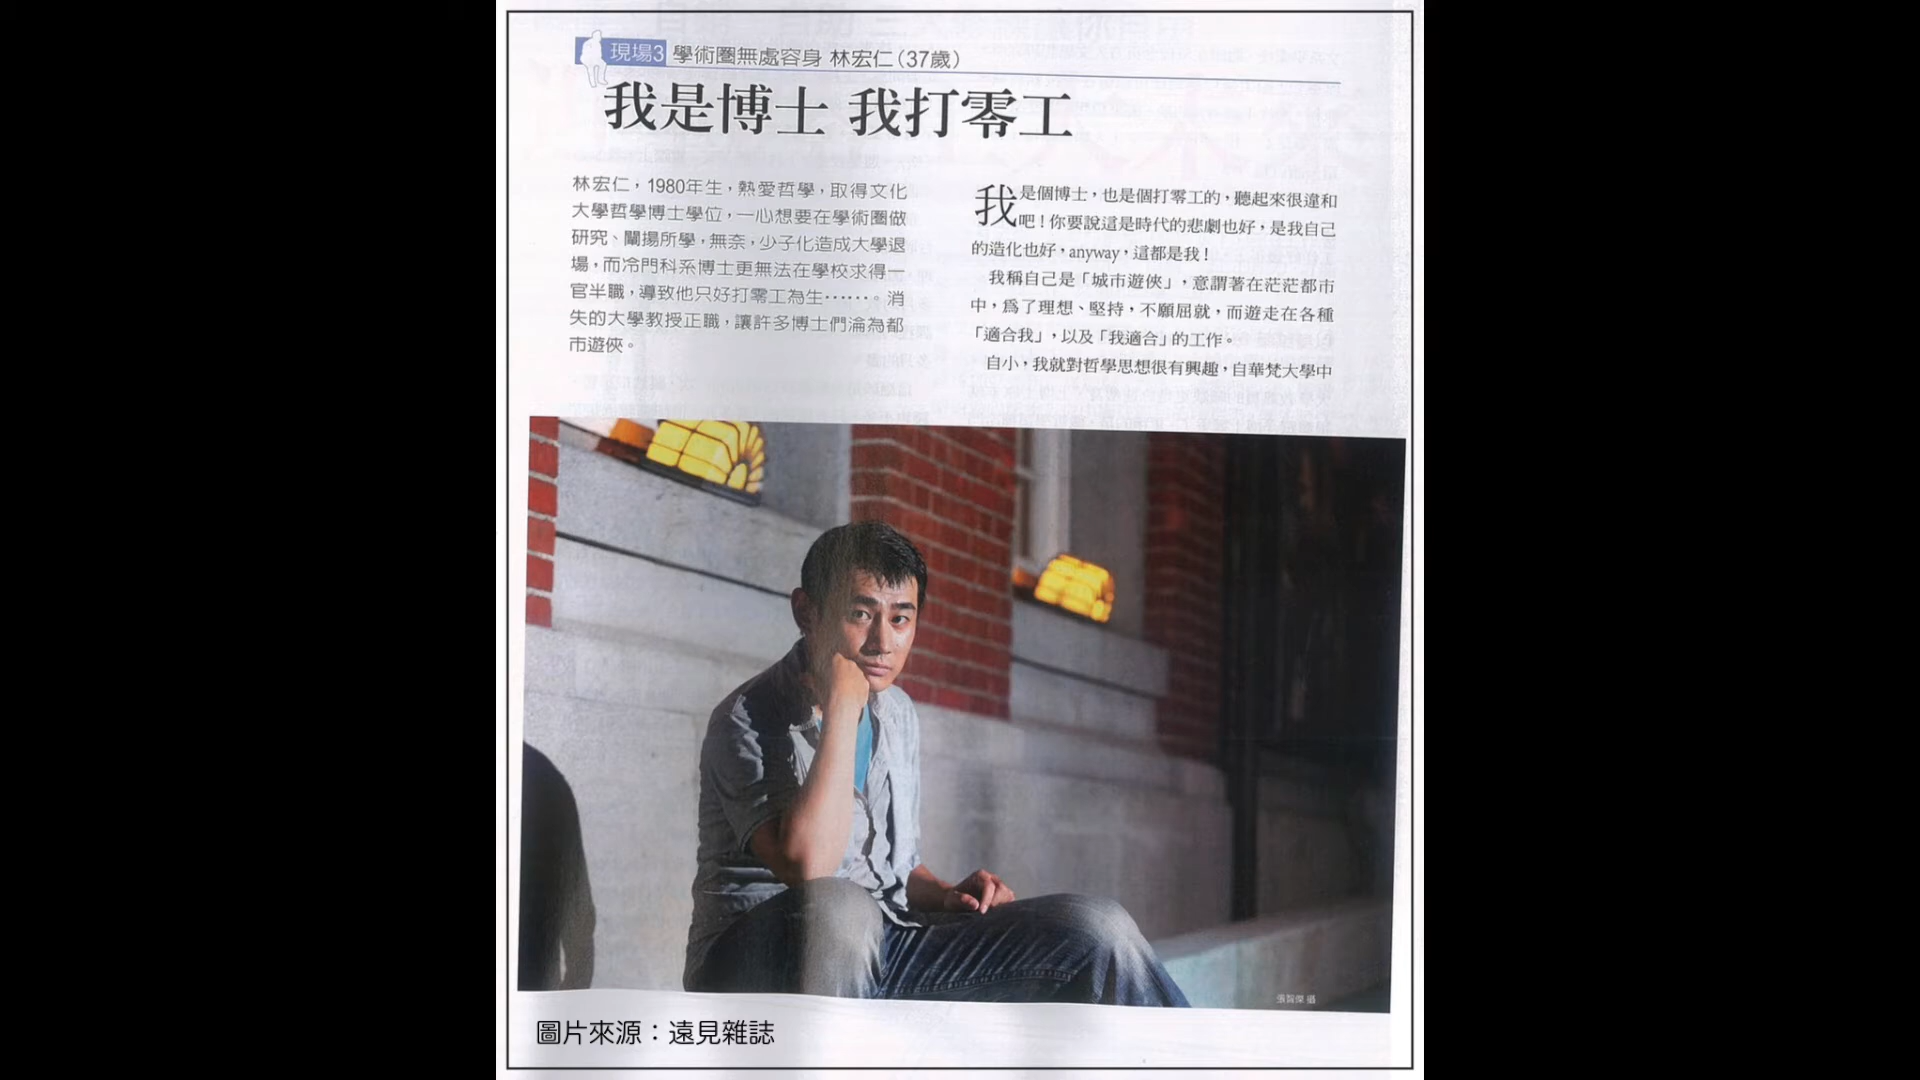 現場3 學術圈無處容身 林宏仁(37歲)
我是博士 我打零工
林宏仁，1980年生，熱愛哲學，取得文化
大學哲學博士學位，一心想要在學術圈做
研究、闡揚所學，無奈，少子化造成大學退
場，而冷門科系博士更無法在學校求得一
官半職，導致他只好打零工為生⋯⋯。消
失的大學教授正職，讓許多博士們淪為都
市遊俠。
我是個博士，也是個打零工的，聽起來很違和
吧！你要說這是時代的悲劇也好，是我自己
的造化也好，anyway，這都是我！
我稱自己是「城市遊俠」，意謂著在茫茫都市
中，為了理想、堅持，不願屈就，而遊走在各種
「適合我」，以及「我適合」的工作。
自小，我就對哲學思想很有興趣，自華梵大學中
張智傑 攝
圖片來源：遠見雜誌